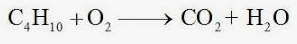 C₄H₁₀ + O₂ ⟶ CO₂ + H₂O